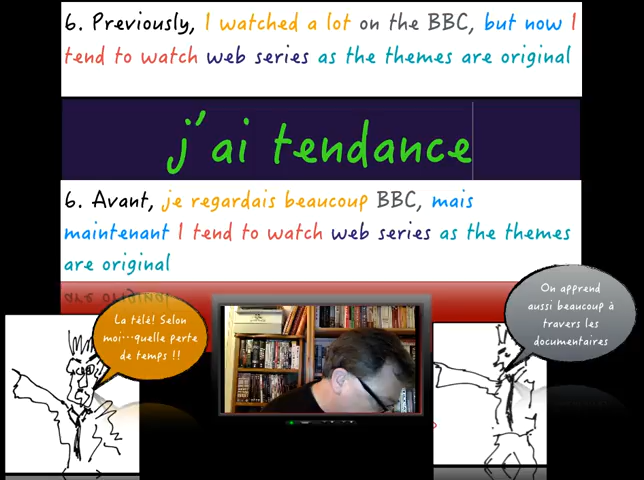 6. Previously, I watched a lot on the BBC, but now I
tend to watch web series as the themes are original
j'ai tendance
6. Avant, je regardais beaucoup BBC, mais
maintenant I tend to watch web series as the themes
are original
La télé! Selon
moi...quelle perte
de temps !!
On apprend
aussi beaucoup à
travers les
documentaires